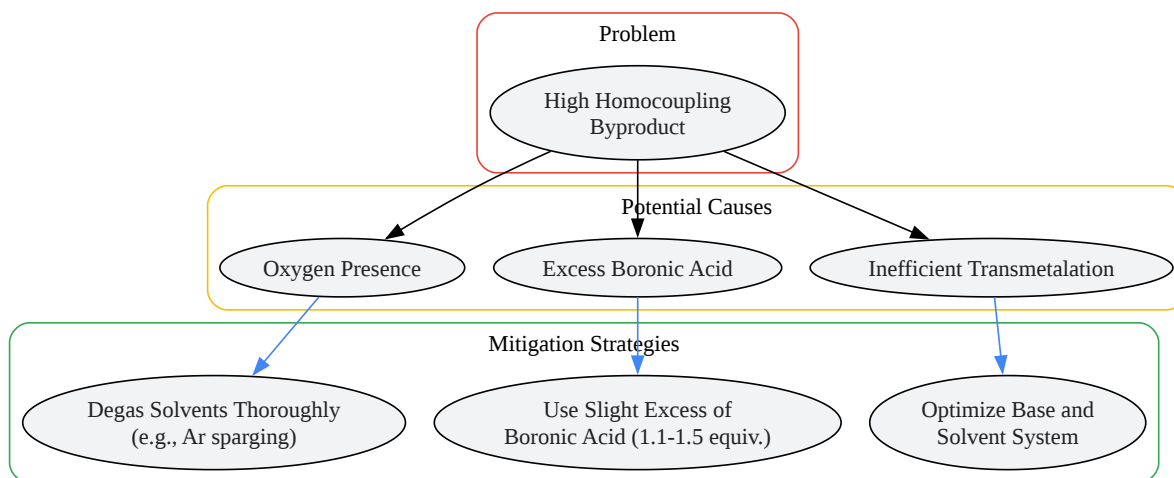 Problem
High Homocoupling
Byproduct
Potential Causes
Oxygen Presence
Excess Boronic Acid
Inefficient Transmetalation
Mitigation Strategies
Degas Solvents Thoroughly
(e.g., Ar sparging)
Use Slight Excess of
Boronic Acid (1.1-1.5 equiv.)
Optimize Base and
Solvent System